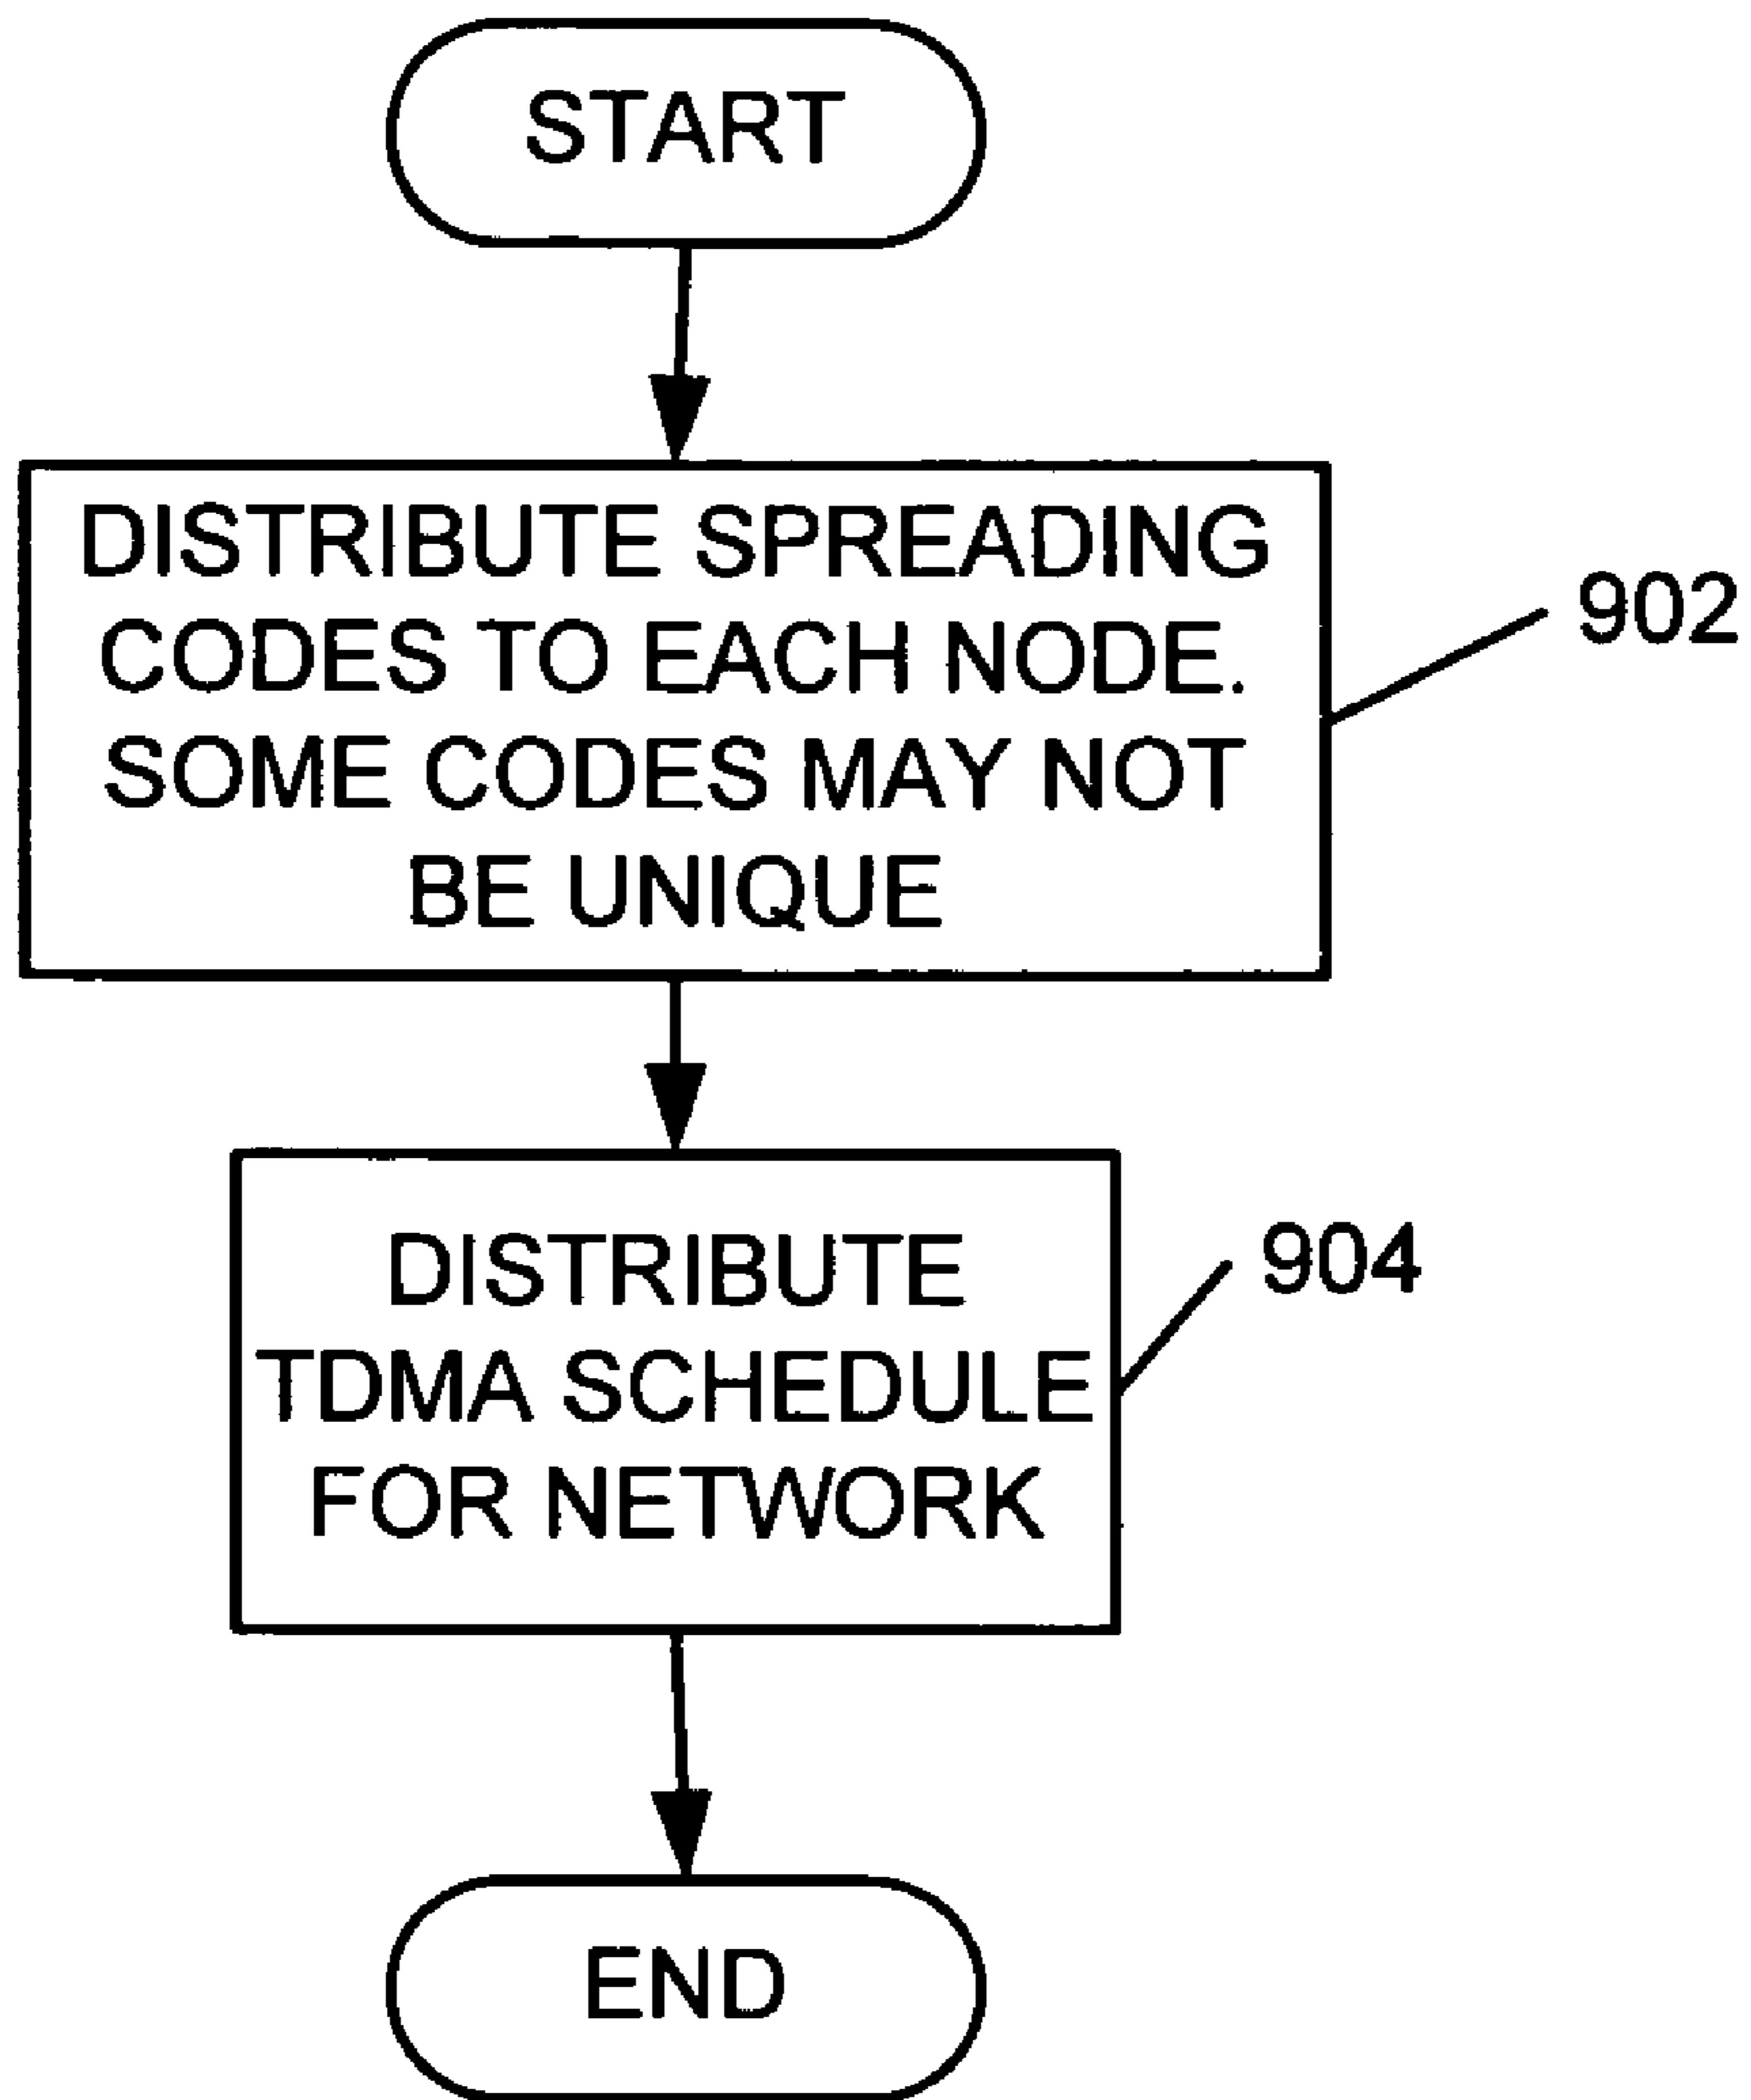 START
DISTRIBUTE SPREADING
CODES TO EACH NODE.
SOME CODES MAY NOT
BE UNIQUE
902
DISTRIBUTE
TDMA SCHEDULE
FOR NETWORK
904
END